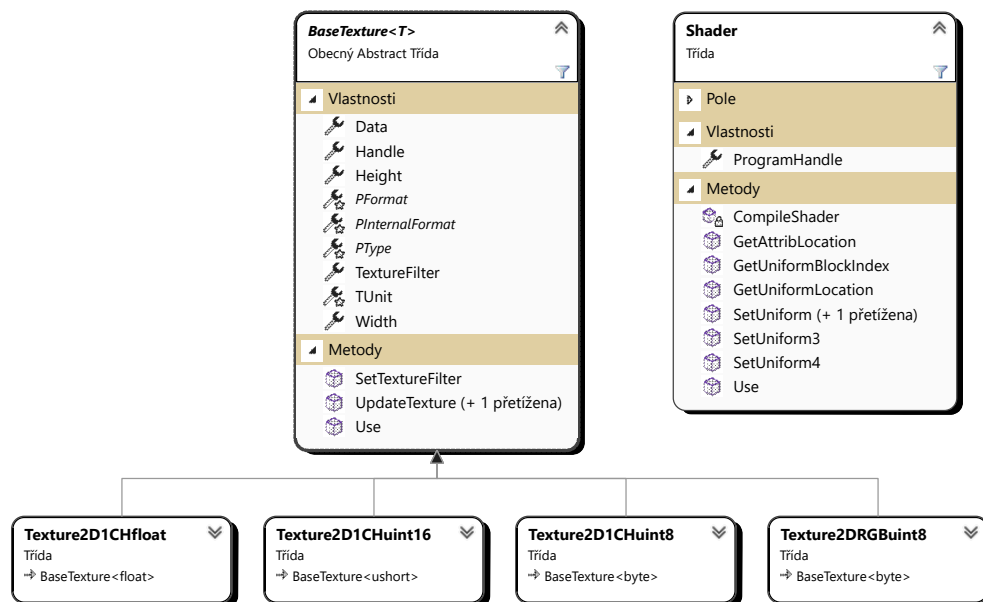 BaseTexture<T>
Obecný Abstract Třída
Vlastnosti
Data
Handle
Height
PFormat
PInternalFormat
PType
TextureFilter
TUnit
Width
Metody
SetTextureFilter
UpdateTexture (+ 1 přetížena)
Use
Shader
Třída
Pole
Vlastnosti
ProgramHandle
Metody
CompileShader
GetAttribLocation
GetUniformBlockIndex
GetUniformLocation
SetUniform (+ 1 přetížena)
SetUniform3
SetUniform4
Use
Texture2D1CHfloat
Třída
BaseTexture<float>
Texture2D1CHuint16
Třída
BaseTexture<ushort>
Texture2D1CHuint8
Třída
BaseTexture<byte>
Texture2DRGBuint8
Třída
BaseTexture<byte>